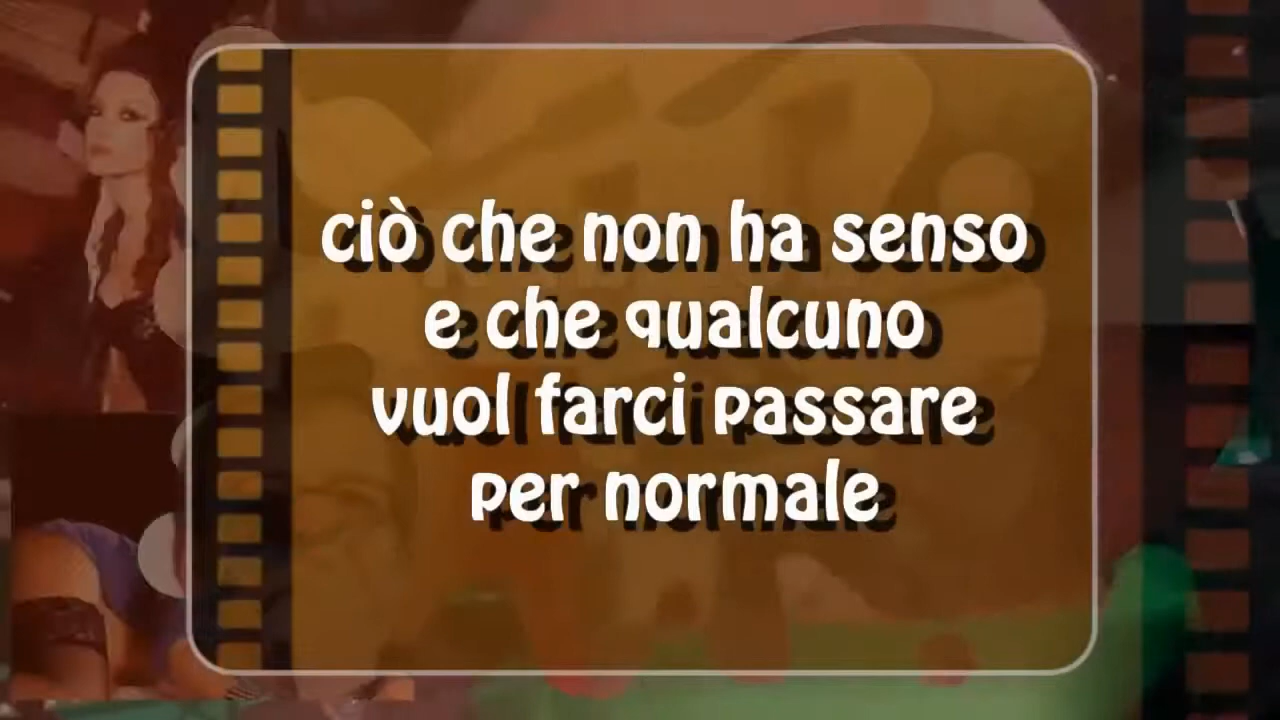 ciò che non ha senso
e che qualcuno
vuol farci passare
per normale